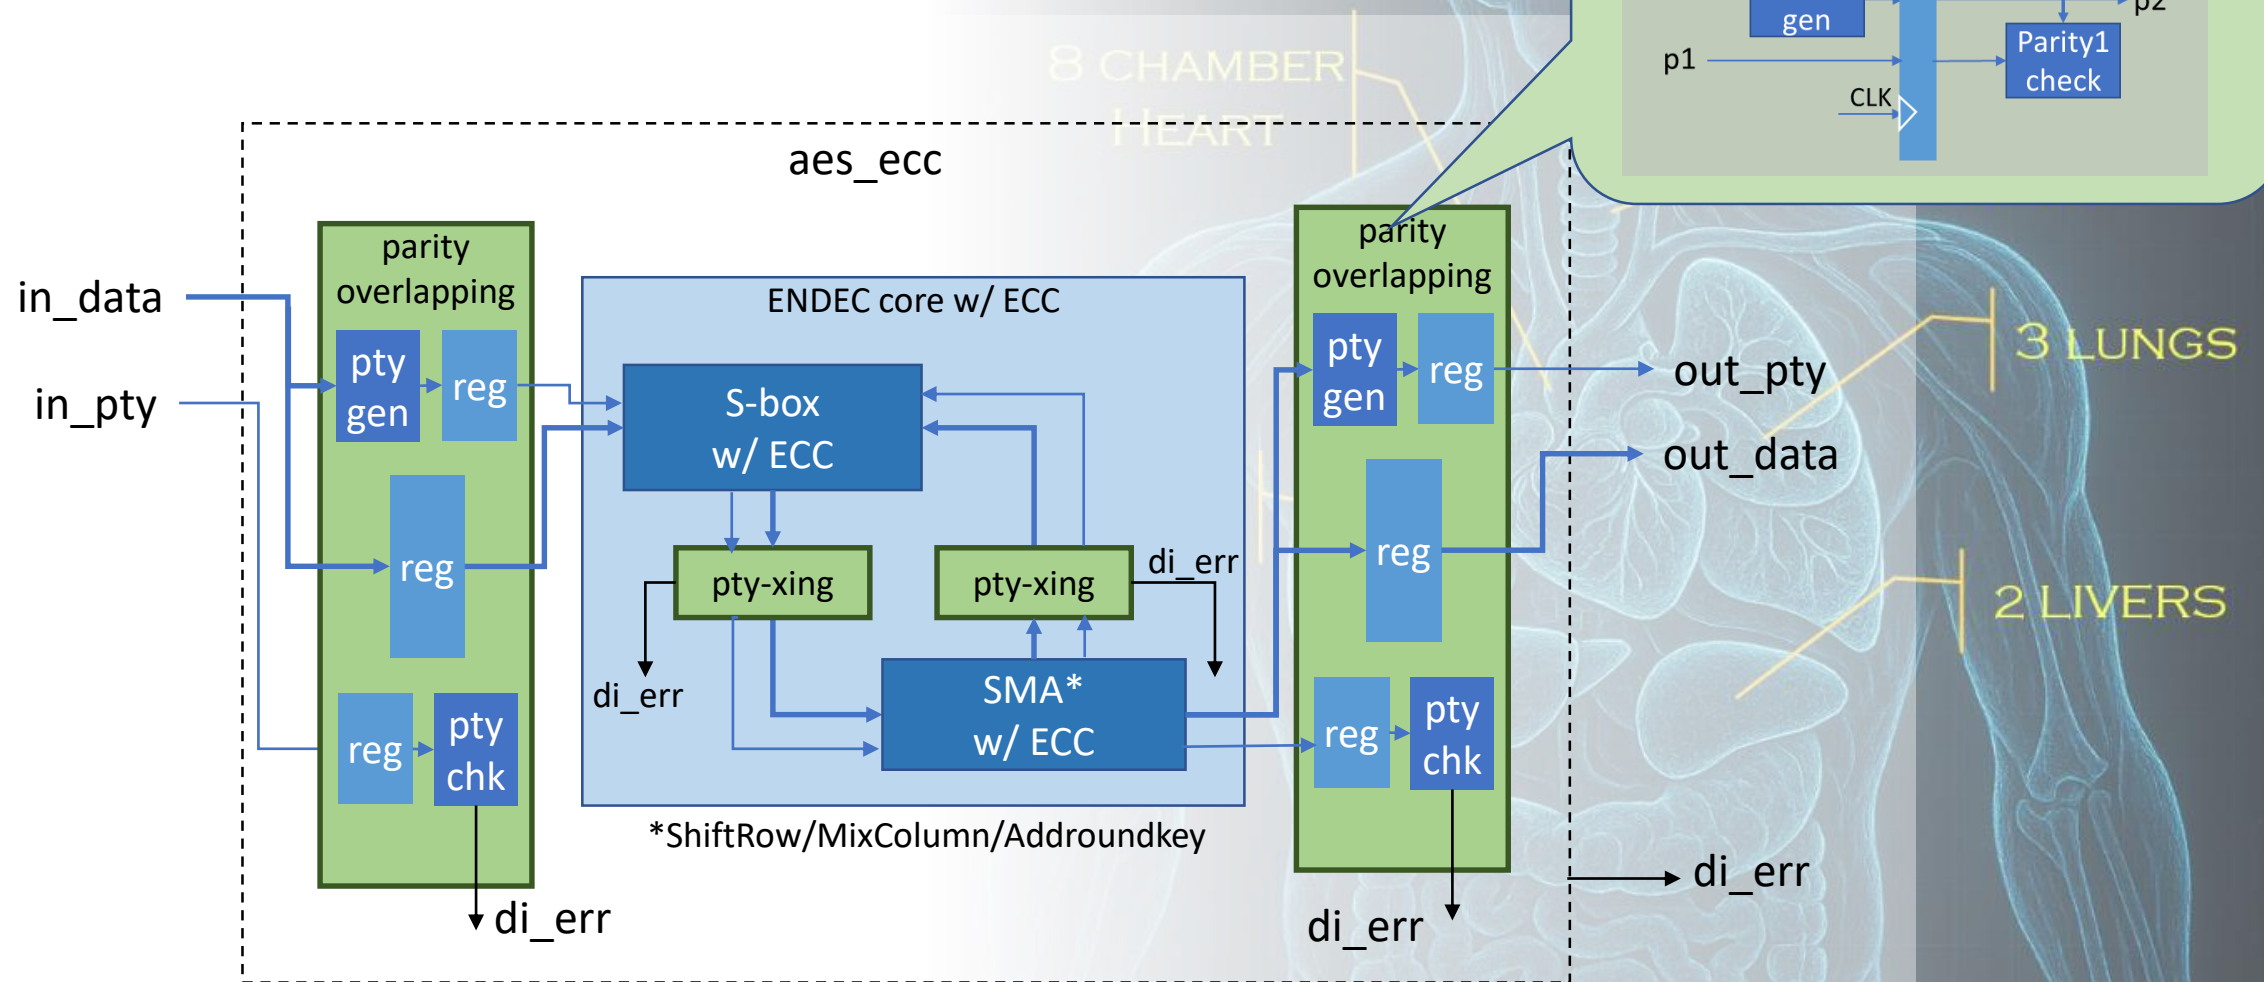 gen
p2
p1
Parity1
check
CLK
8 CHAMBER
HEART
aes_ecc
parity
overlapping
parity
overlapping
in_data
in_pty
pty
gen
reg
reg
reg
pty
chk
di_err
ENDEC core w/ ECC
S-box
w/ ECC
pty-xing
pty-xing
di_err
di_err
SMA*
w/ ECC
*ShiftRow/MixColumn/Addroundkey
pty
gen
reg
reg
reg
pty
chk
di_err
out_pty
out_data
di_err
3 LUNGS
2 LIVERS